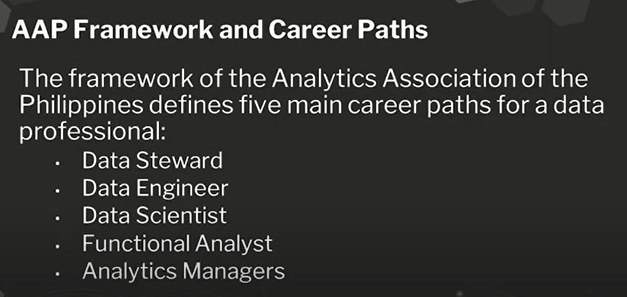 AAP Framework and Career Paths
The framework of the Analytics Association of the
Philippines defines five main career paths for a data
professional:
• Data Steward
• Data Engineer
• Data Scientist
• Functional Analyst
• Analytics Managers